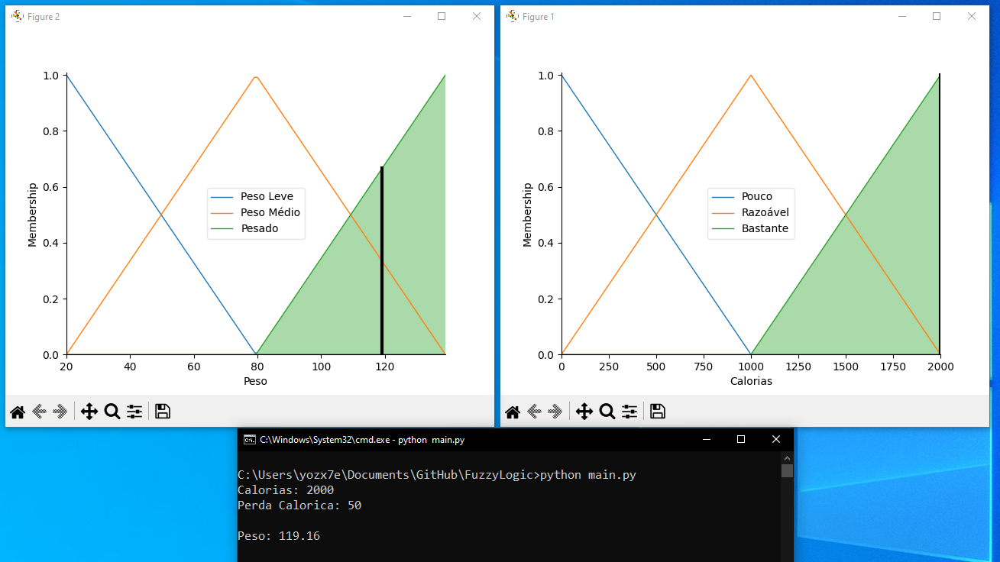 Figure 2
1.0
0.8
0.6
0.4
0.2
0.0
Membership
Peso Leve
Peso Médio
Pesado
20 40 60 80 100 120
Peso
Figure 1
1.0
0.8
0.6
0.4
0.2
0.0
Membership
Pouco
Razoável
Bastante
0 250 500 750 1000 1250 1500 1750 2000
Calorias
C:\Windows\System32\cmd.exe - python main.py
C:\Users\yozx7e\Documents\GitHub\FuzzyLogic>python main.py
Calorias: 2000
Perda Calorica: 50
Peso: 119.16